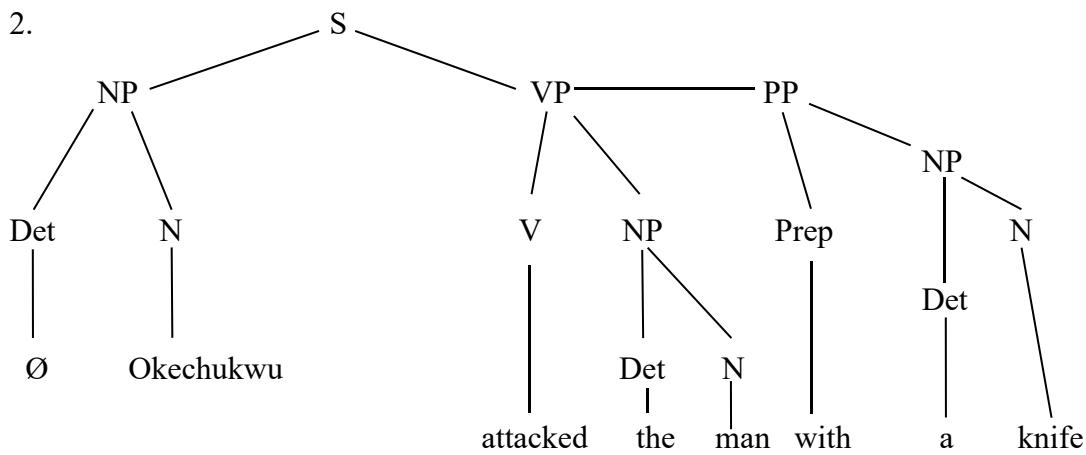 2.
S
NP VP PP
NP
Det N V NP Prep N
Det
Ø Okechukwu Det N
attacked the man with a knife